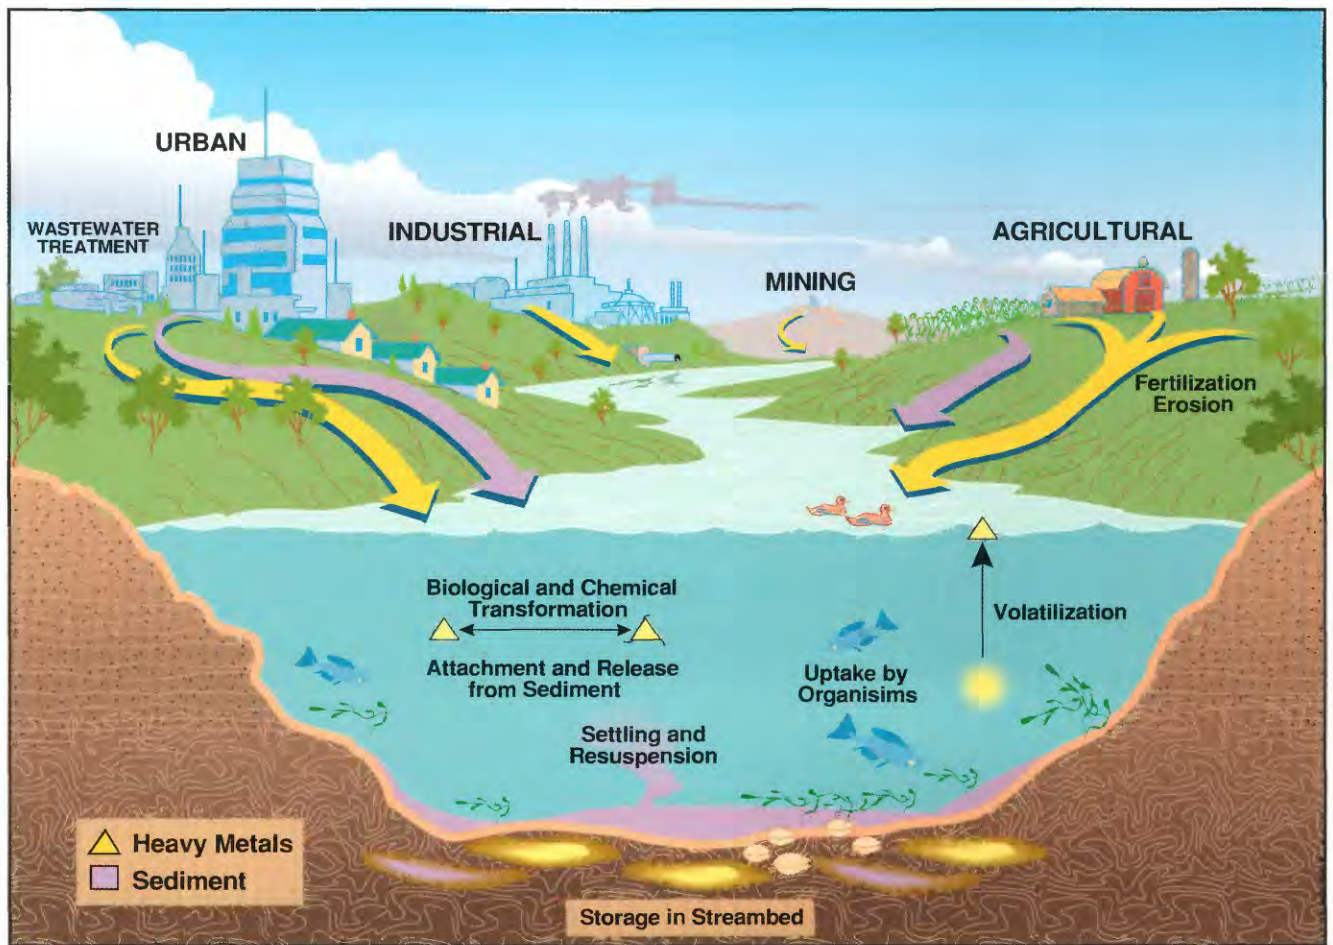 URBAN
WASTEWATER
TREATMENT
INDUSTRIAL
MINING
AGRICULTURAL
Fertilization
Erosion
Biological and Chemical
Transformation
Attachment and Release
from Sediment
Volatilization
Uptake by
Organisims
Settling and
Resuspension
Heavy Metals
Sediment
Storage in Streambed